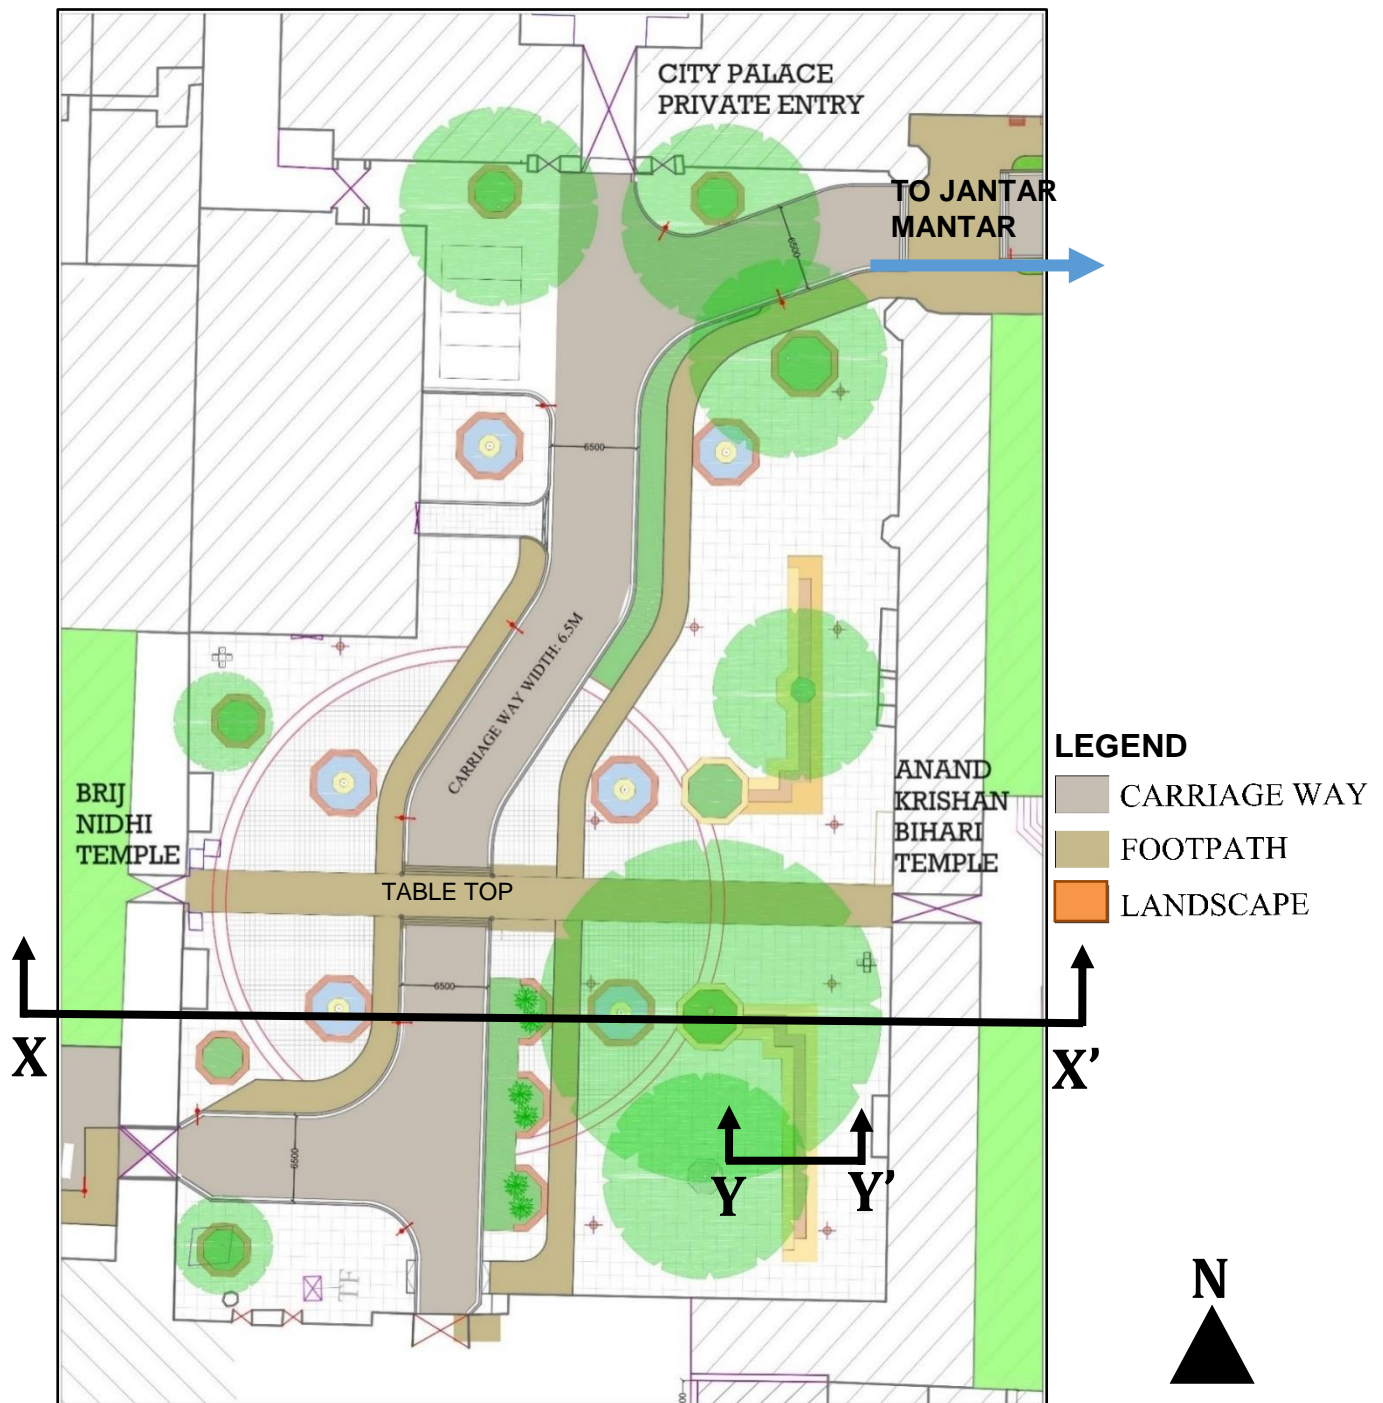 CITY PALACE
PRIVATE ENTRY
TO JANTAR
MANTAR
6500
6500
CARRIAGE WAY WIDTH: 6.5M
LEGEND
CARRIAGE WAY
FOOTPATH
LANDSCAPE
BRIJ
NIDHI
TEMPLE
ANAND
KRISHAN
BIHARI
TEMPLE
TABLE TOP
6500
X
X’
6500
Y
Y’
TF
N